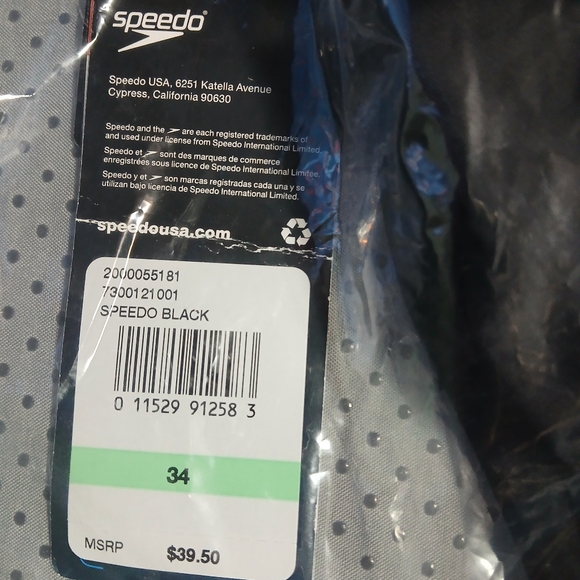 speedo®
Speedo USA, 6251 Katella Avenue
Cypress, California 90630
Speedo and the are each registered trademarks of
and used under license from Speedo International Limited.
Speedo et sont des marques de commerce
enregistrées sous licence de Speedo International Limitee.
Speedo y et son marcas registradas cada una y se
utilizan bajo licencia de Speedo International Limited.
speedousa.com
2000055181
7300121001
SPEEDO BLACK
0 11529 91258 3
34
MSRP $39.50